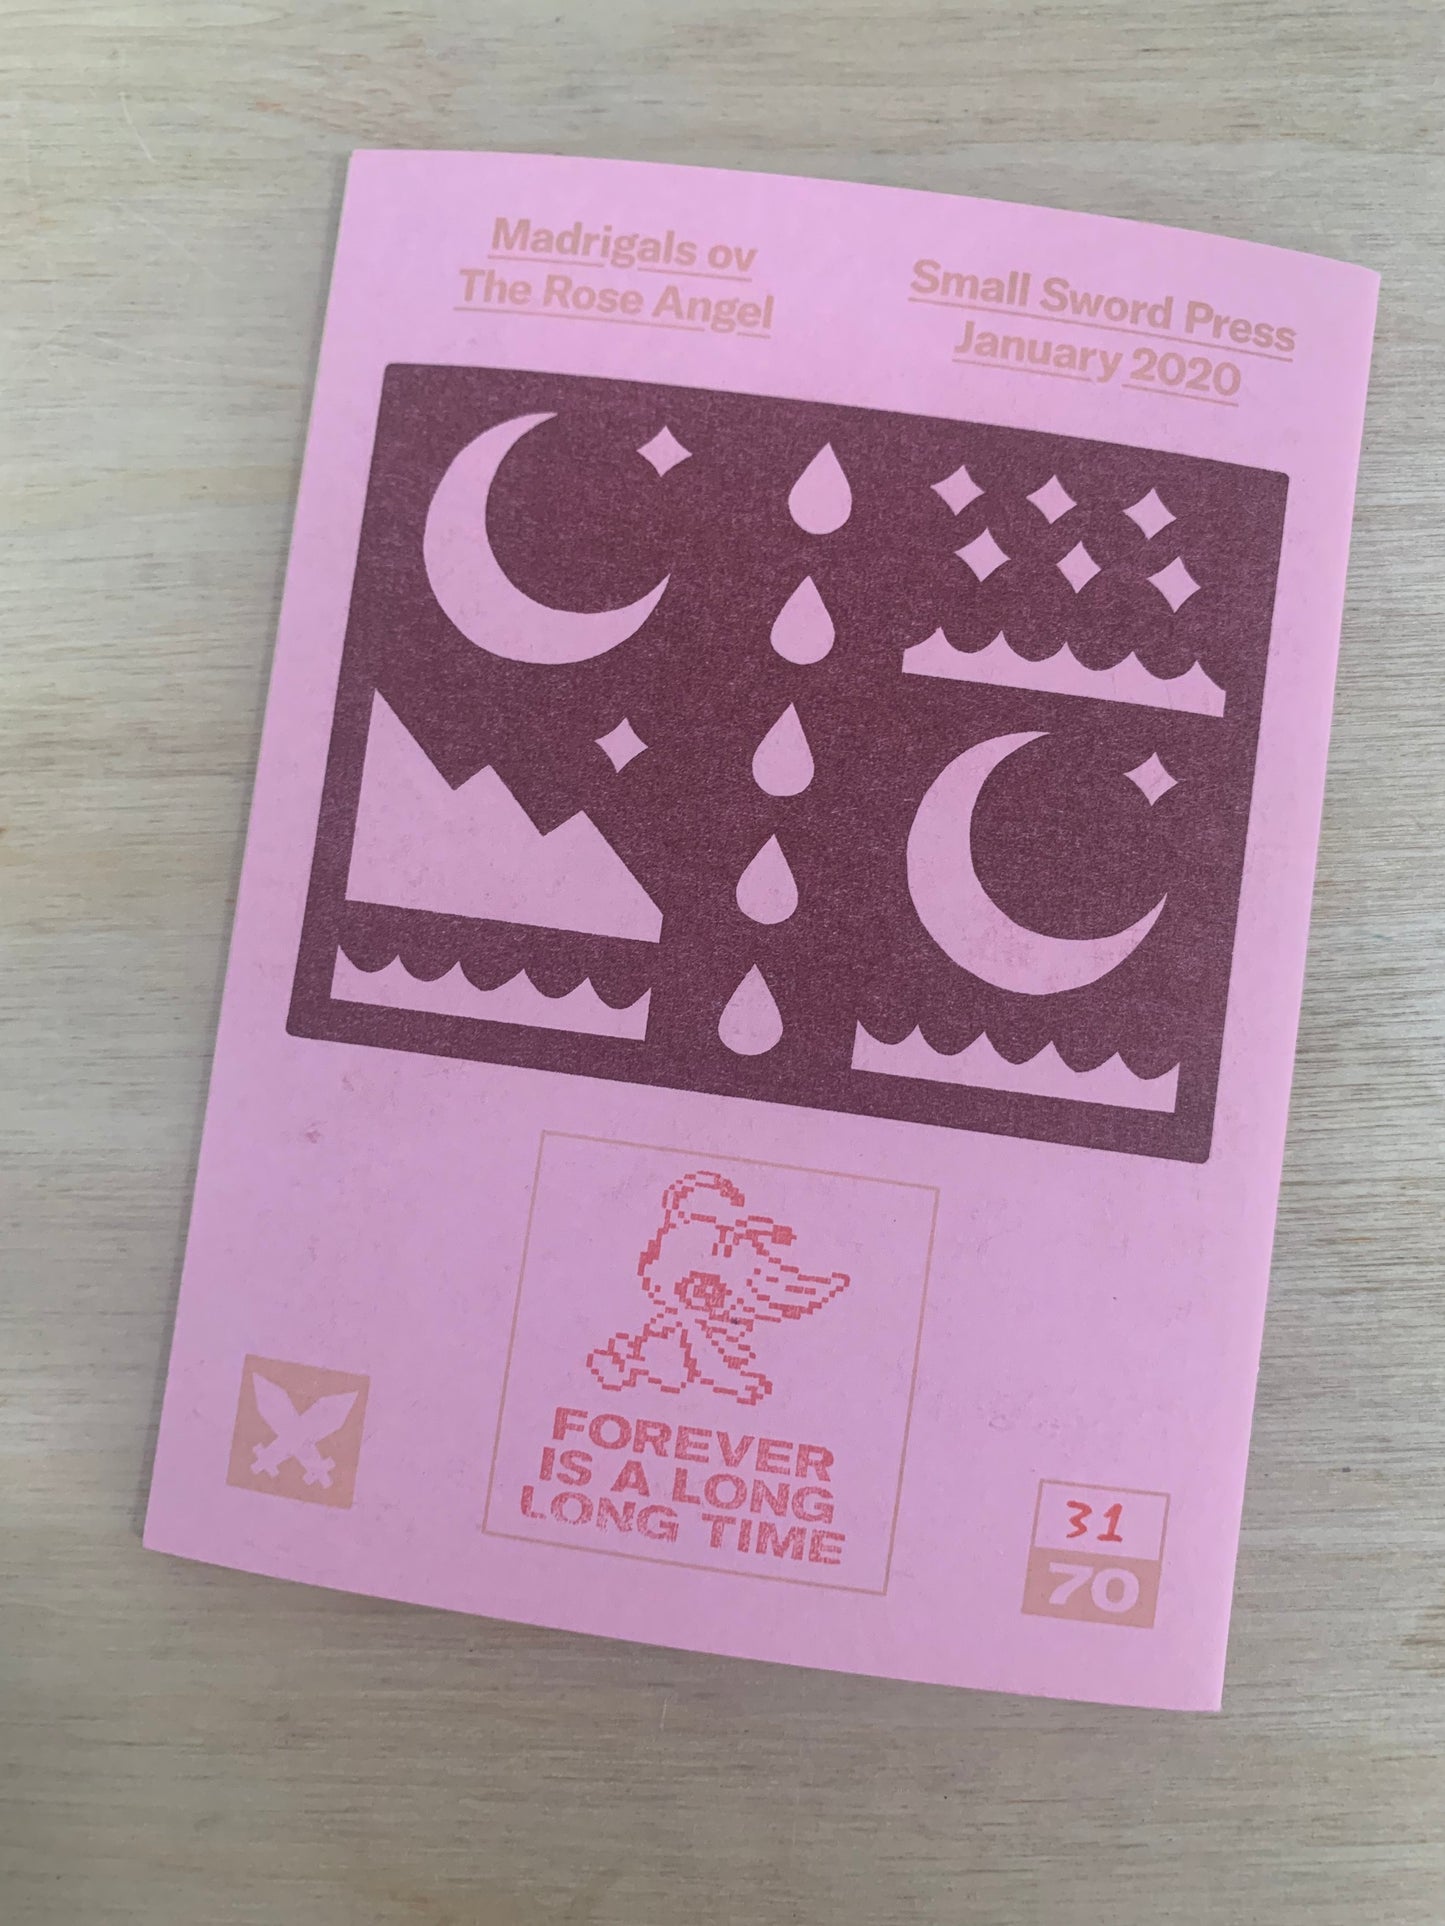 Madrigals ov
The Rose Angel
Small Sword Press
January 2020
FOREVER
IS A LONG
LONG TIME
31
70